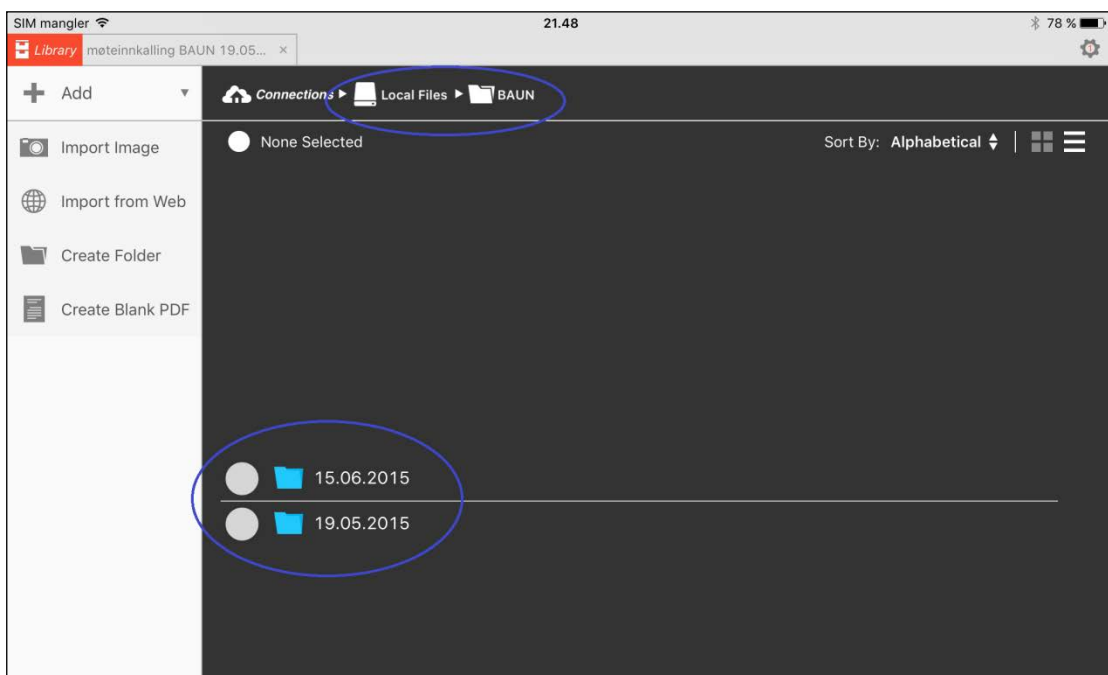 SIM mangler 21.48 78 %
Library møteinnkalling BAUN 19.05... ×
1
Add
Connections Local Files BAUN
None Selected Sort By: Alphabetical
Import Image
Import from Web
Create Folder
Create Blank PDF
15.06.2015
19.05.2015